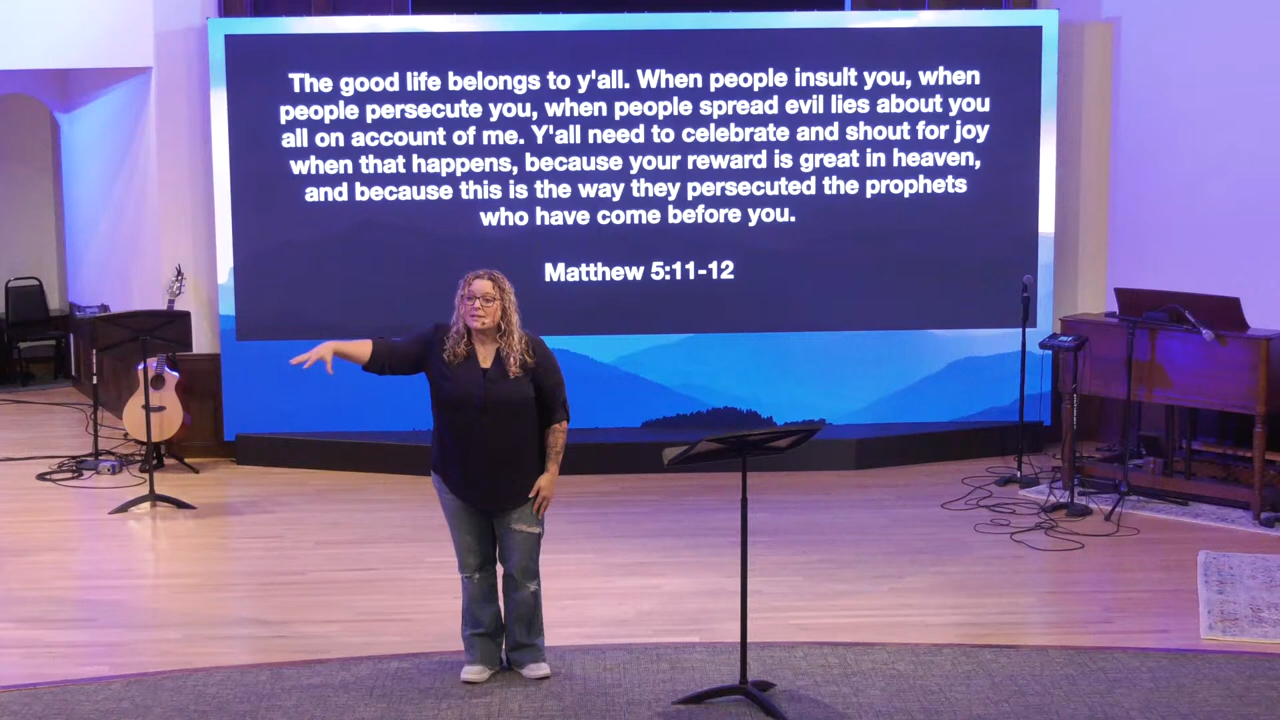 The good life belongs to y'all. When people insult you, when
people persecute you, when people spread evil lies about you
all on account of me. Y'all need to celebrate and shout for joy
when that happens, because your reward is great in heaven,
and because this is the way they persecuted the prophets
who have come before you.
Matthew 5:11-12